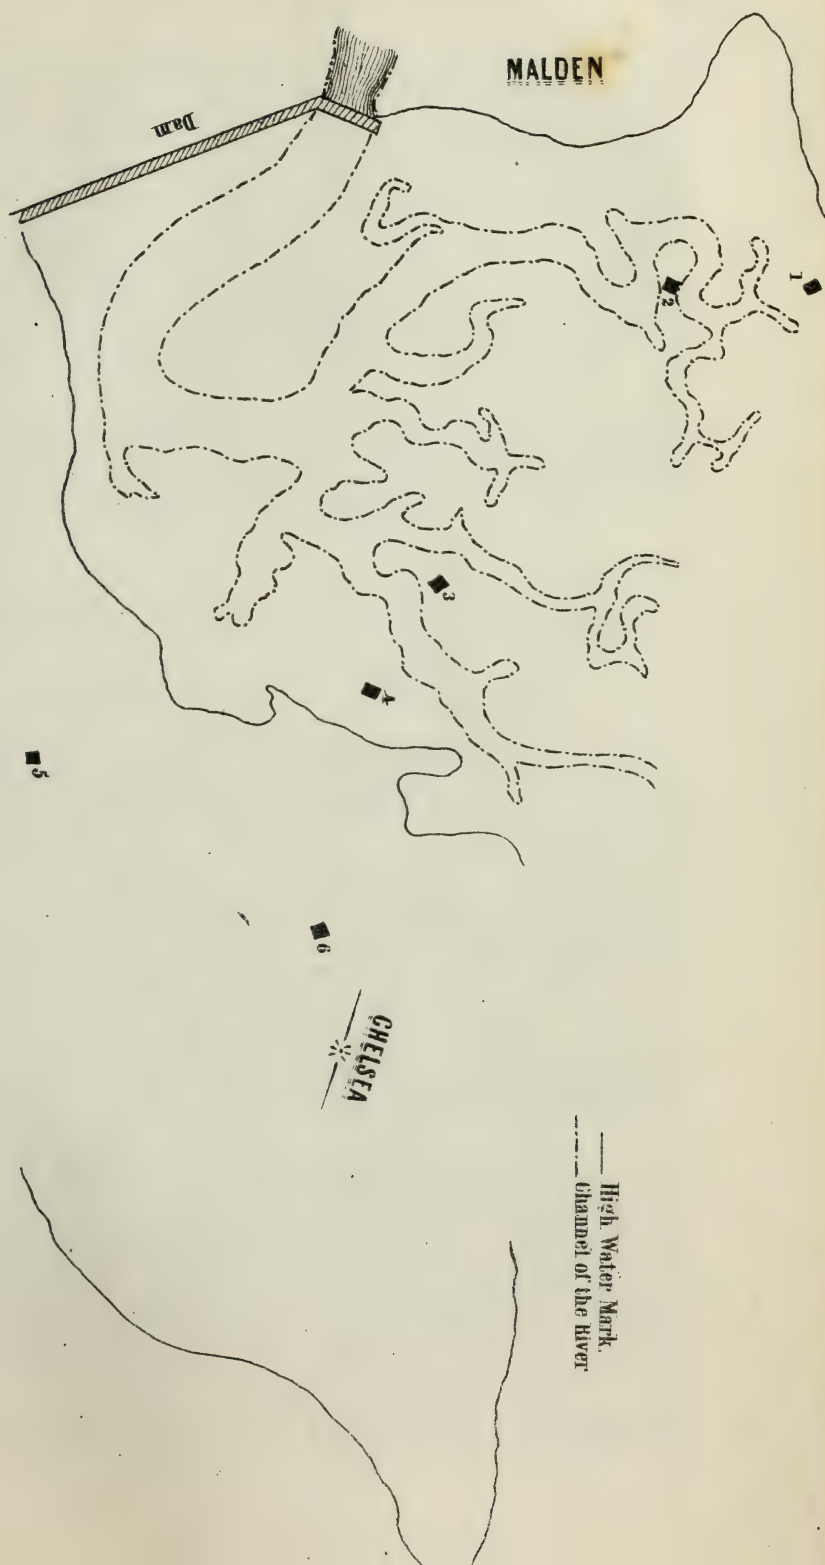 MALDEN
Dam
1
2
3
4
5
6
CHELSEA
High Water Mark.
Channel of the River